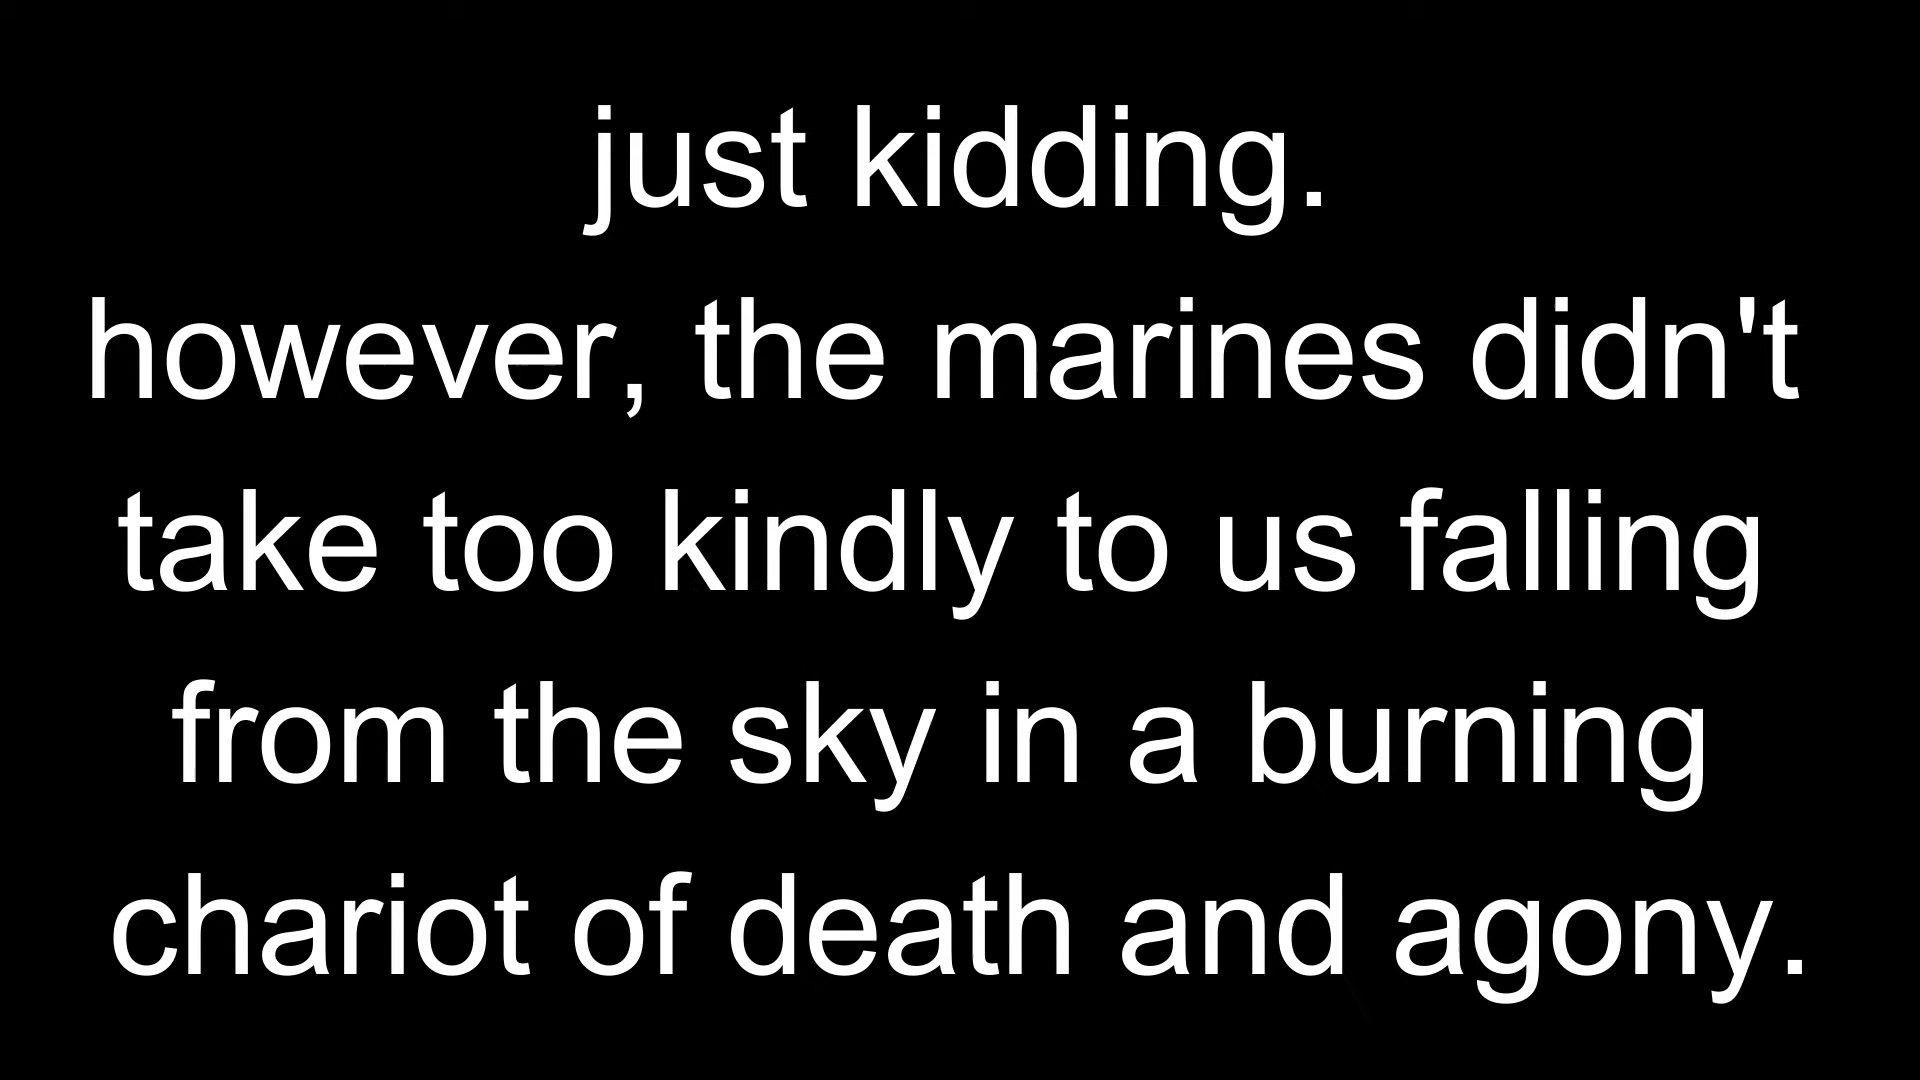 just kidding.
however, the marines didn't
take too kindly to us falling
from the sky in a burning
chariot of death and agony.